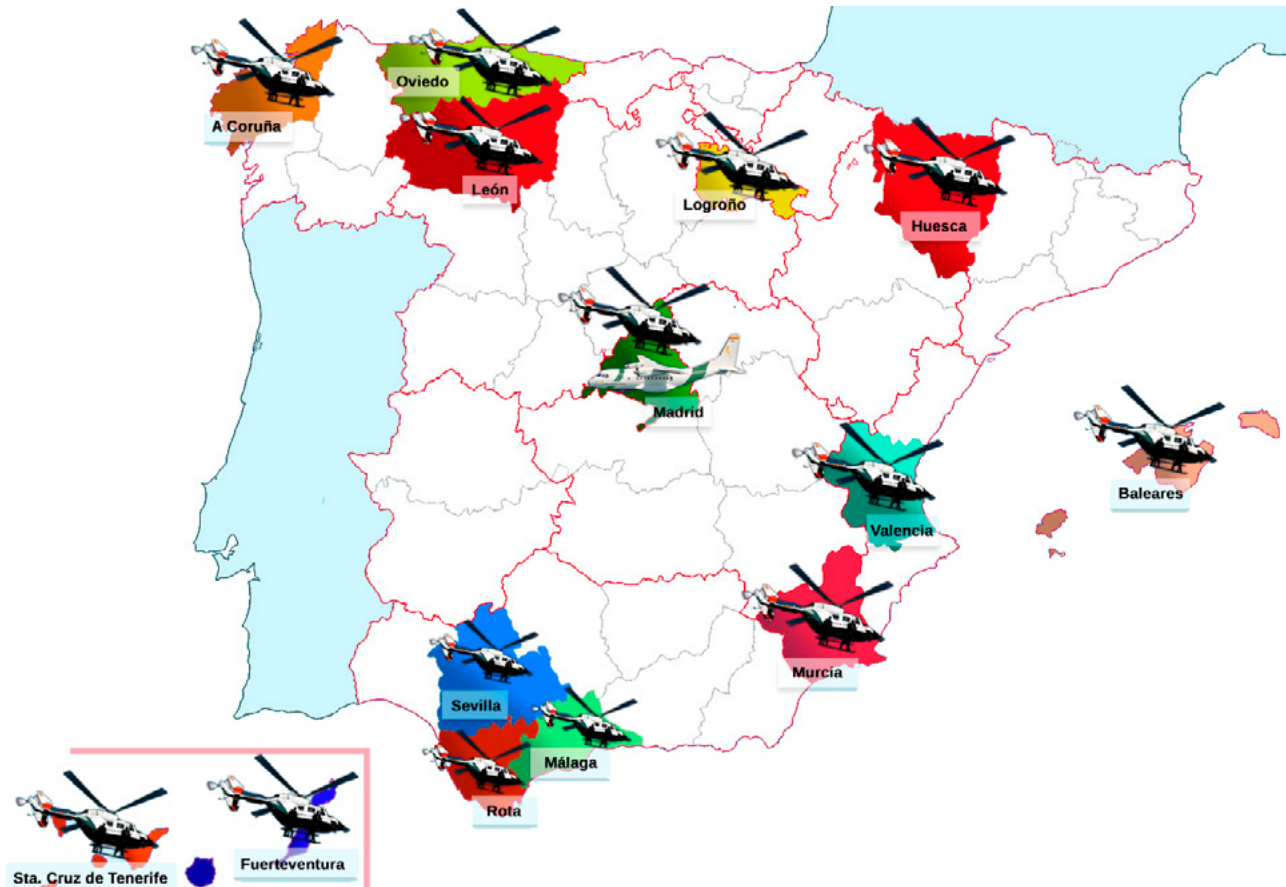 Oviedo
A Coruña
León
Logroño
Huesca
Madrid
Baleares
Valencia
Murcia
Sevilla
Málaga
Rota
Fuerteventura
Sta. Cruz de Tenerife